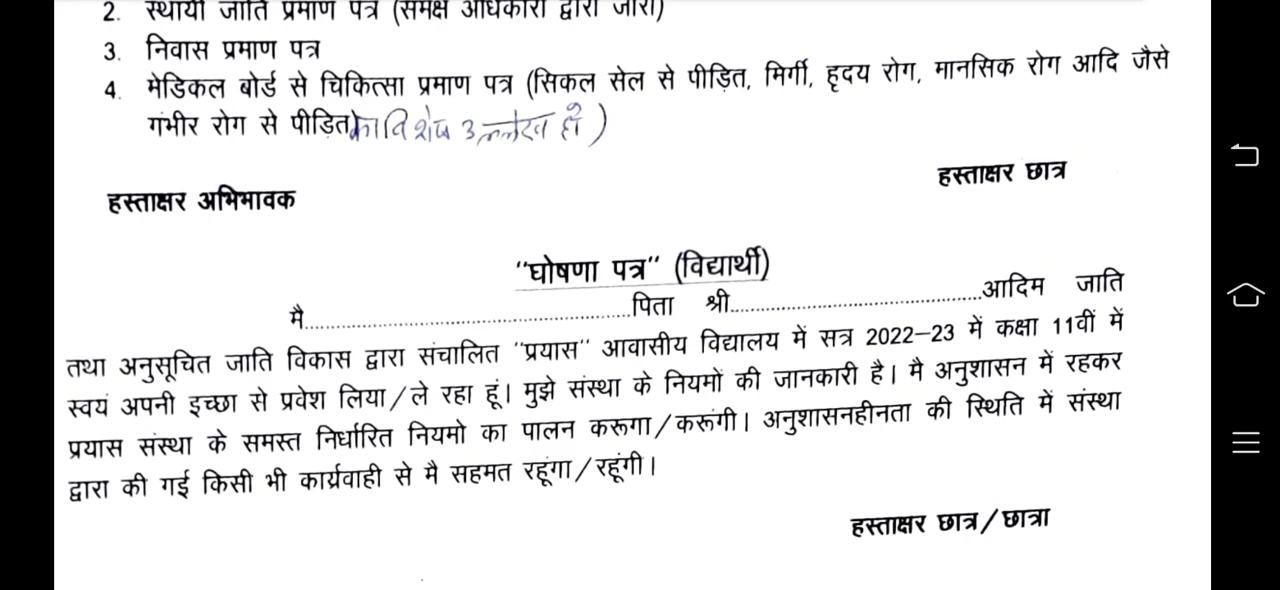 2. स्थायी जाति प्रमाण पत्र (समक्ष अधिकारी द्वारा जारी)
3. निवास प्रमाण पत्र
4. मेडिकल बोर्ड से चिकित्सा प्रमाण पत्र (सिकल सेल से पीड़ित, मिर्गी, हृदय रोग, मानसिक रोग आदि जैसे
गंभीर रोग से पीड़ित) का विशेष उल्लेख हो )
हस्ताक्षर छात्र
हस्ताक्षर अभिभावक
"घोषणा पत्र" (विद्यार्थी)
मै..................................................पिता श्री......................................आदिम जाति
तथा अनुसूचित जाति विकास द्वारा संचालित "प्रयास" आवासीय विद्यालय में सत्र 2022–23 में कक्षा 11वीं में
स्वयं अपनी इच्छा से प्रवेश लिया/ले रहा हूं। मुझे संस्था के नियमों की जानकारी है। मै अनुशासन में रहकर
प्रयास संस्था के समस्त निर्धारित नियमो का पालन करूगा/करूंगी। अनुशासनहीनता की स्थिति में संस्था
द्वारा की गई किसी भी कार्यवाही से मै सहमत रहूंगा/रहूंगी।
हस्ताक्षर छात्र/छात्रा